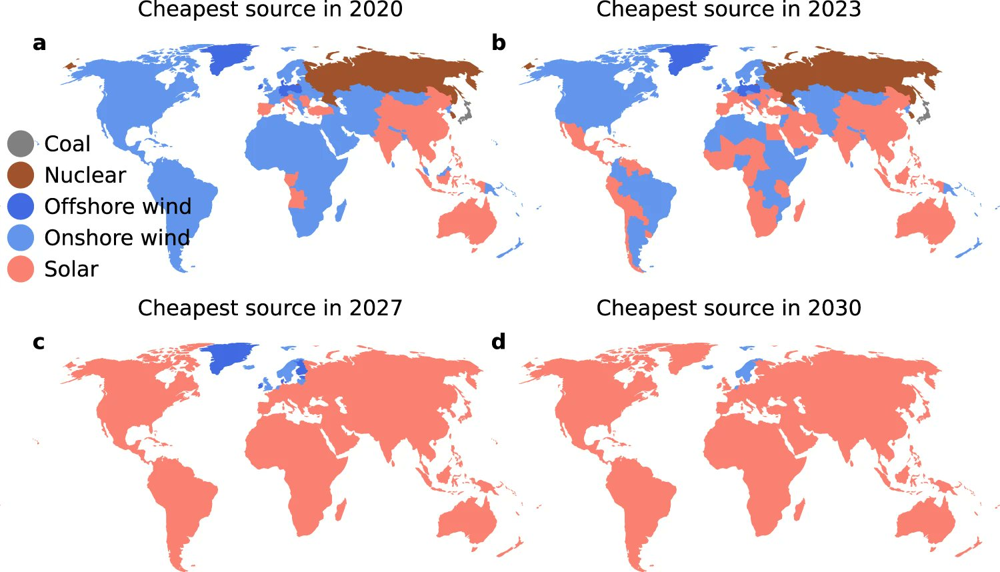 Cheapest source in 2020
Cheapest source in 2023
a
b
Coal
Nuclear
Offshore wind
Onshore wind
Solar
Cheapest source in 2027
Cheapest source in 2030
c
d